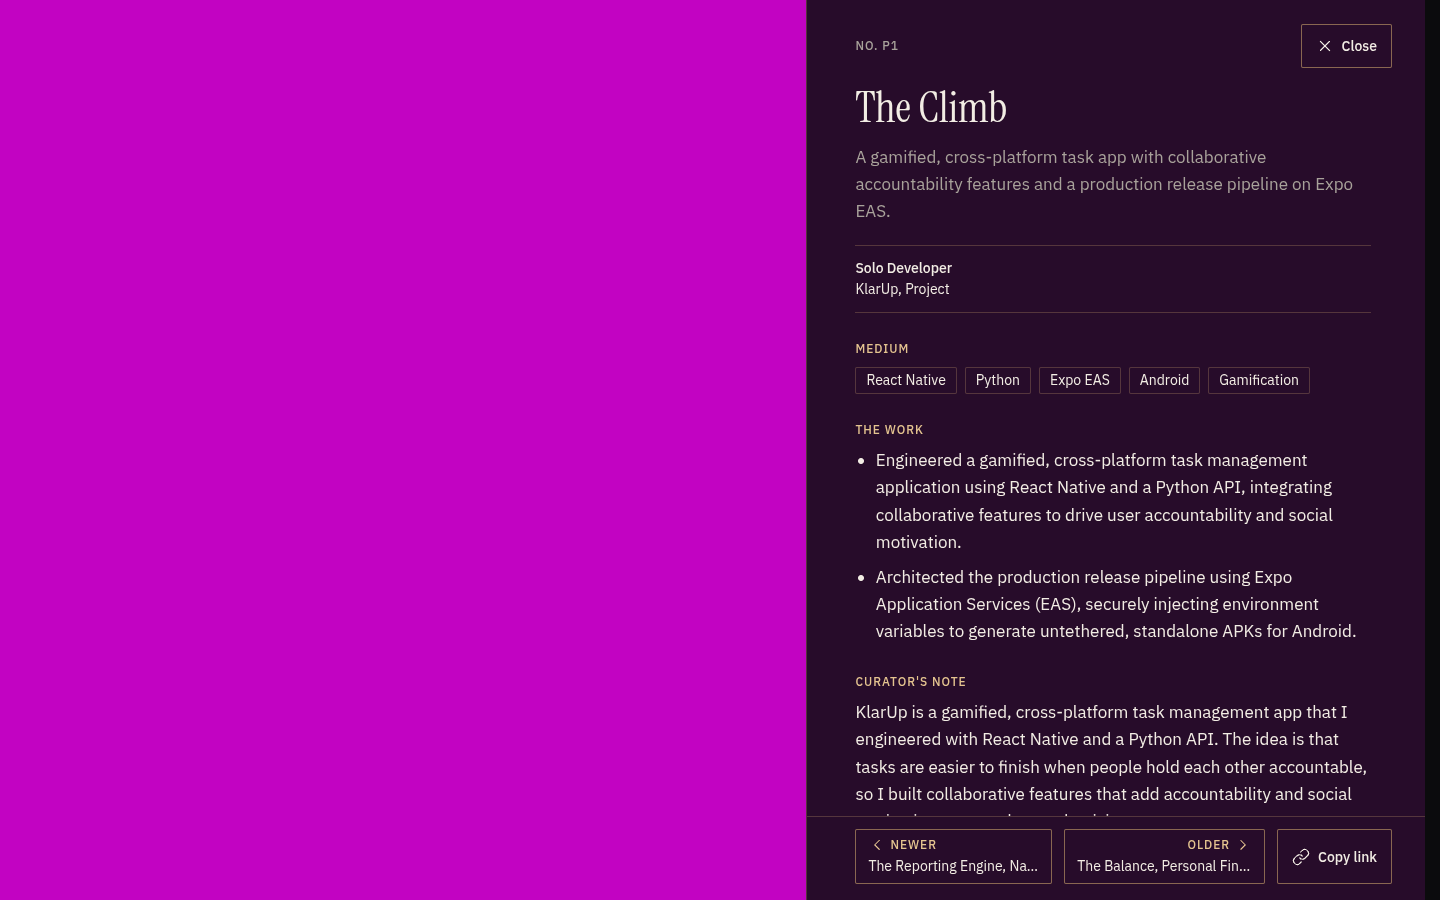 NO. P1
Close
The Climb
A gamified, cross-platform task app with collaborative
accountability features and a production release pipeline on Expo
EAS.
Solo Developer
KlarUp, Project
MEDIUM
React Native
Python
Expo EAS
Android
Gamification
THE WORK
• Engineered a gamified, cross-platform task management
application using React Native and a Python API, integrating
collaborative features to drive user accountability and social
motivation.
• Architected the production release pipeline using Expo
Application Services (EAS), securely injecting environment
variables to generate untethered, standalone APKs for Android.
CURATOR'S NOTE
KlarUp is a gamified, cross-platform task management app that I
engineered with React Native and a Python API. The idea is that
tasks are easier to finish when people hold each other accountable,
so I built collaborative features that add accountability and social
NEWER
The Reporting Engine, Na...
OLDER
The Balance, Personal Fin...
Copy link